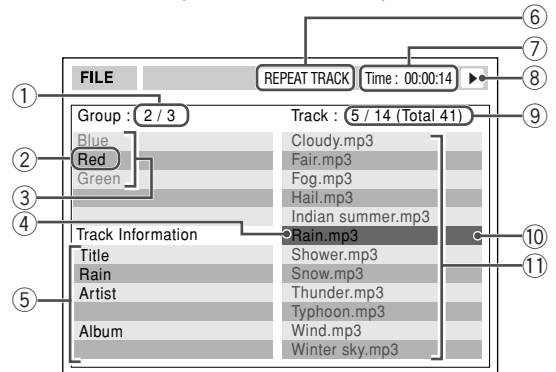 ⑥
⑦
FILE REPEAT TRACK Time : 00:00:14 ⑧
①
Group : 2 / 3 Track : 5 / 14 (Total 41) ⑨
Blue Cloudy.mp3
② Red Fair.mp3
Green Fog.mp3
③ Hail.mp3
④ Indian summer.mp3
Track Information Rain.mp3 ⑩
Title Shower.mp3 ⑪
Rain Snow.mp3
⑤ Artist Thunder.mp3
Typhoon.mp3
Album Wind.mp3
Winter sky.mp3